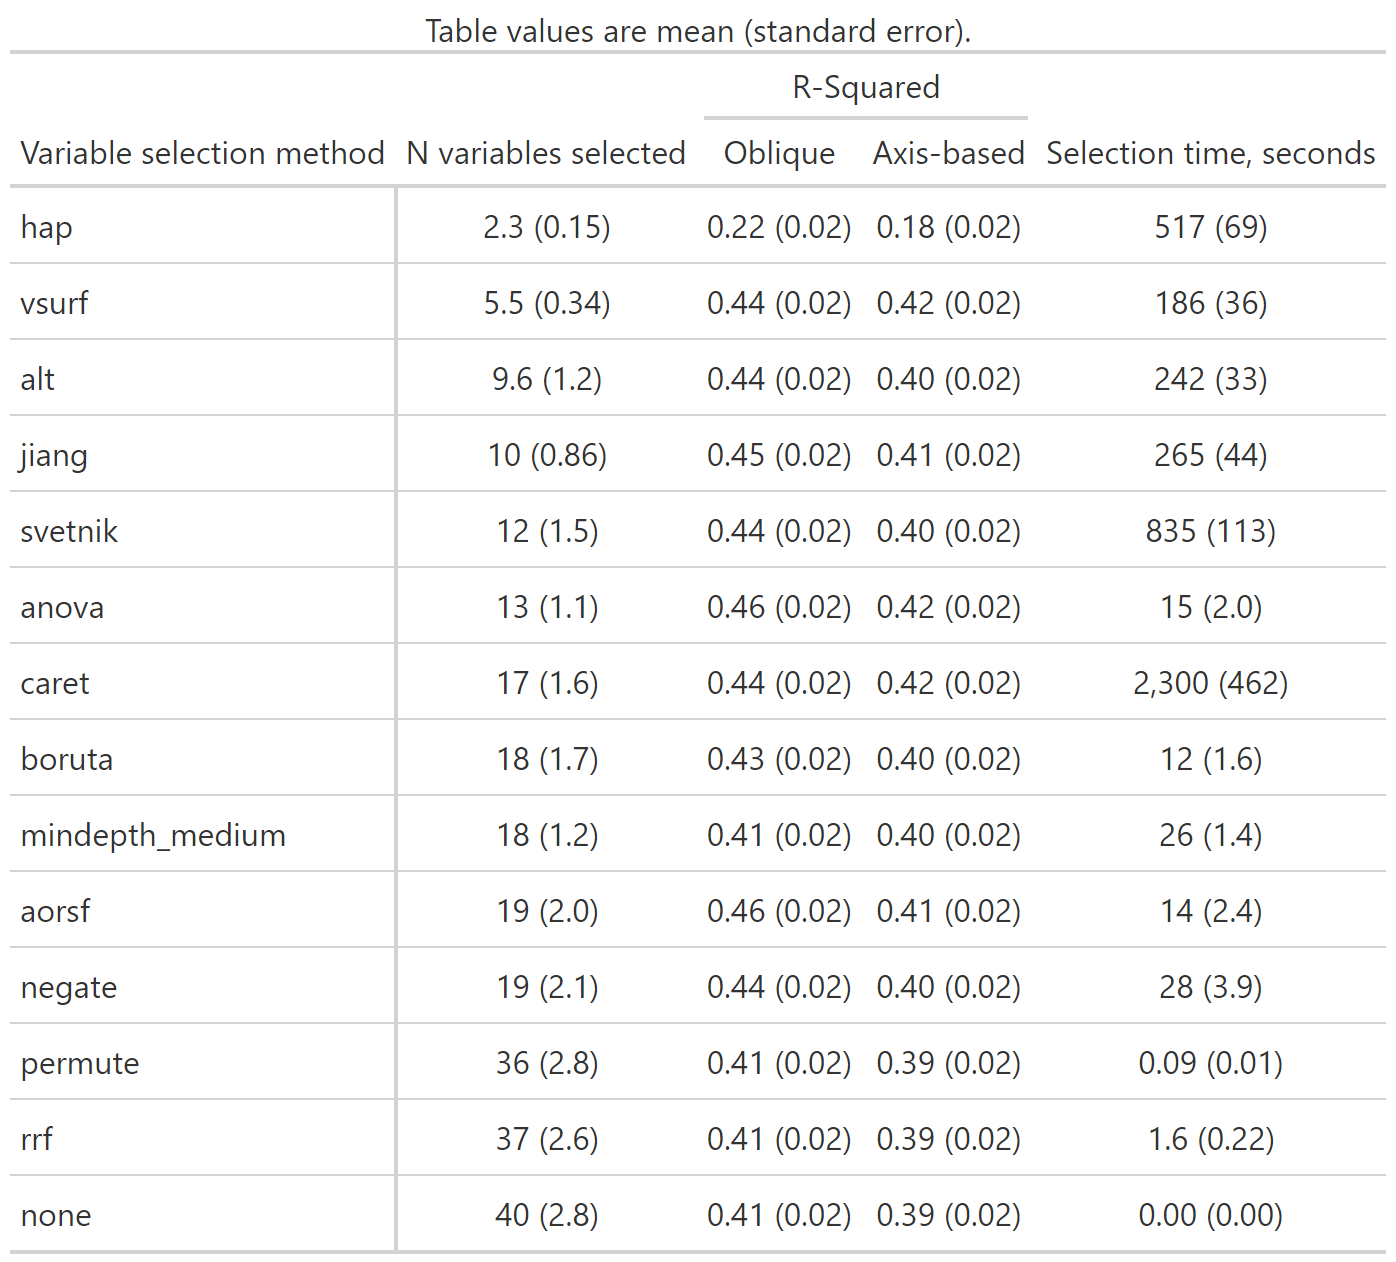 Table values are mean (standard error).
R-Squared
Variable selection method N variables selected Oblique Axis-based Selection time, seconds
hap 2.3 (0.15) 0.22 (0.02) 0.18 (0.02) 517 (69)
vsurf 5.5 (0.34) 0.44 (0.02) 0.42 (0.02) 186 (36)
alt 9.6 (1.2) 0.44 (0.02) 0.40 (0.02) 242 (33)
jiang 10 (0.86) 0.45 (0.02) 0.41 (0.02) 265 (44)
svetnik 12 (1.5) 0.44 (0.02) 0.40 (0.02) 835 (113)
anova 13 (1.1) 0.46 (0.02) 0.42 (0.02) 15 (2.0)
caret 17 (1.6) 0.44 (0.02) 0.42 (0.02) 2,300 (462)
boruta 18 (1.7) 0.43 (0.02) 0.40 (0.02) 12 (1.6)
mindepth_medium 18 (1.2) 0.41 (0.02) 0.40 (0.02) 26 (1.4)
aorsf 19 (2.0) 0.46 (0.02) 0.41 (0.02) 14 (2.4)
negate 19 (2.1) 0.44 (0.02) 0.40 (0.02) 28 (3.9)
permute 36 (2.8) 0.41 (0.02) 0.39 (0.02) 0.09 (0.01)
rrf 37 (2.6) 0.41 (0.02) 0.39 (0.02) 1.6 (0.22)
none 40 (2.8) 0.41 (0.02) 0.39 (0.02) 0.00 (0.00)